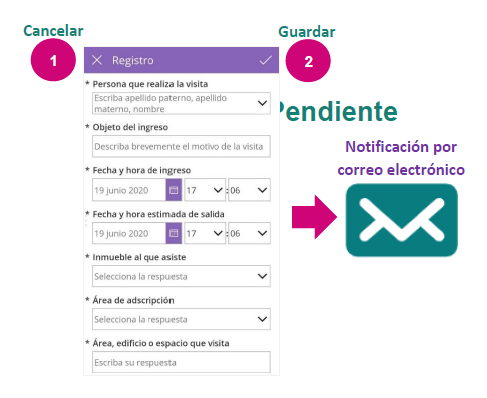 Cancelar
Guardar
1
2
Registro
* Persona que realiza la visita
Escriba apellido paterno, apellido
materno, nombre
Pendiente
* Objeto del ingreso
Describa brevemente el motivo de la visita
Notificación por
correo electrónico
* Fecha y hora de ingreso
19 junio 2020 17 : 06
* Fecha y hora estimada de salida
19 junio 2020 17 : 06
* Inmueble al que asiste
Selecciona la respuesta
* Área de adscripción
Selecciona la respuesta
* Área, edificio o espacio que visita
Escriba su respuesta